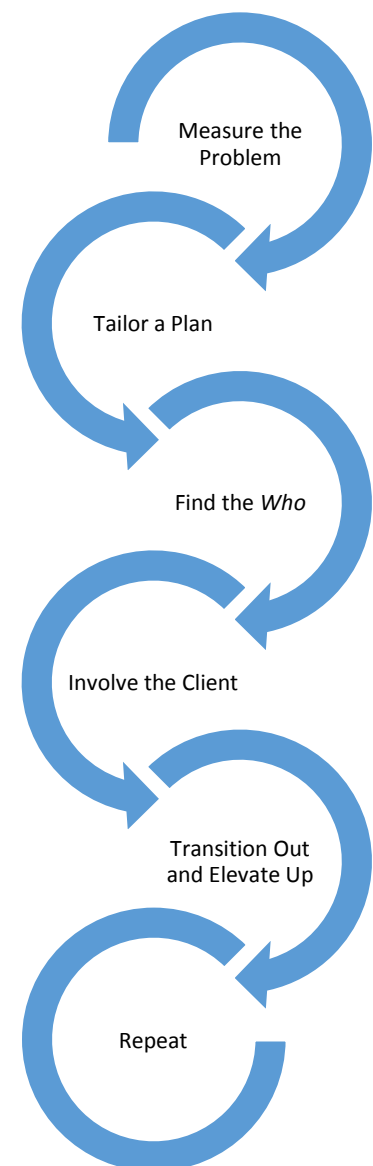 Measure the
Problem
Tailor a Plan
Find the Who
Involve the Client
Transition Out
and Elevate Up
Repeat